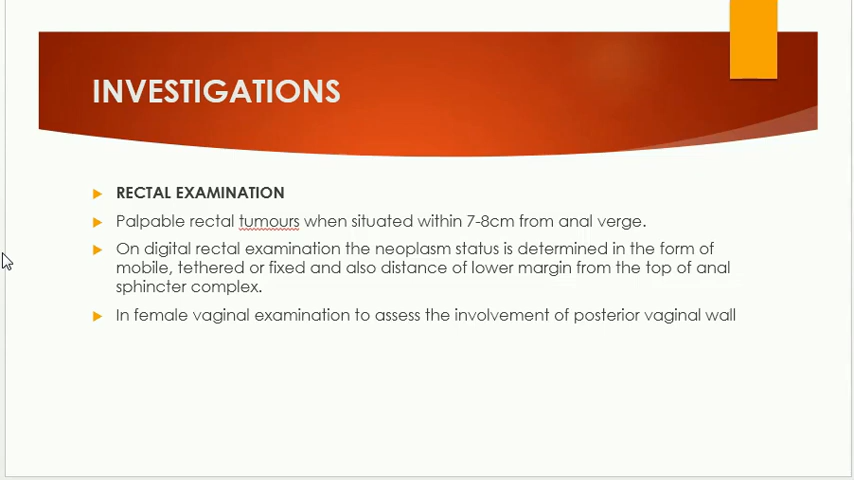 INVESTIGATIONS
RECTAL EXAMINATION
Palpable rectal tumours when situated within 7-8cm from anal verge.
On digital rectal examination the neoplasm status is determined in the form of
mobile, tethered or fixed and also distance of lower margin from the top of anal
sphincter complex.
In female vaginal examination to assess the involvement of posterior vaginal wall